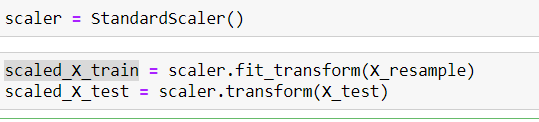 scaler = StandardScaler()
scaled_X_train = scaler.fit_transform(X_resample)
scaled_X_test = scaler.transform(X_test)